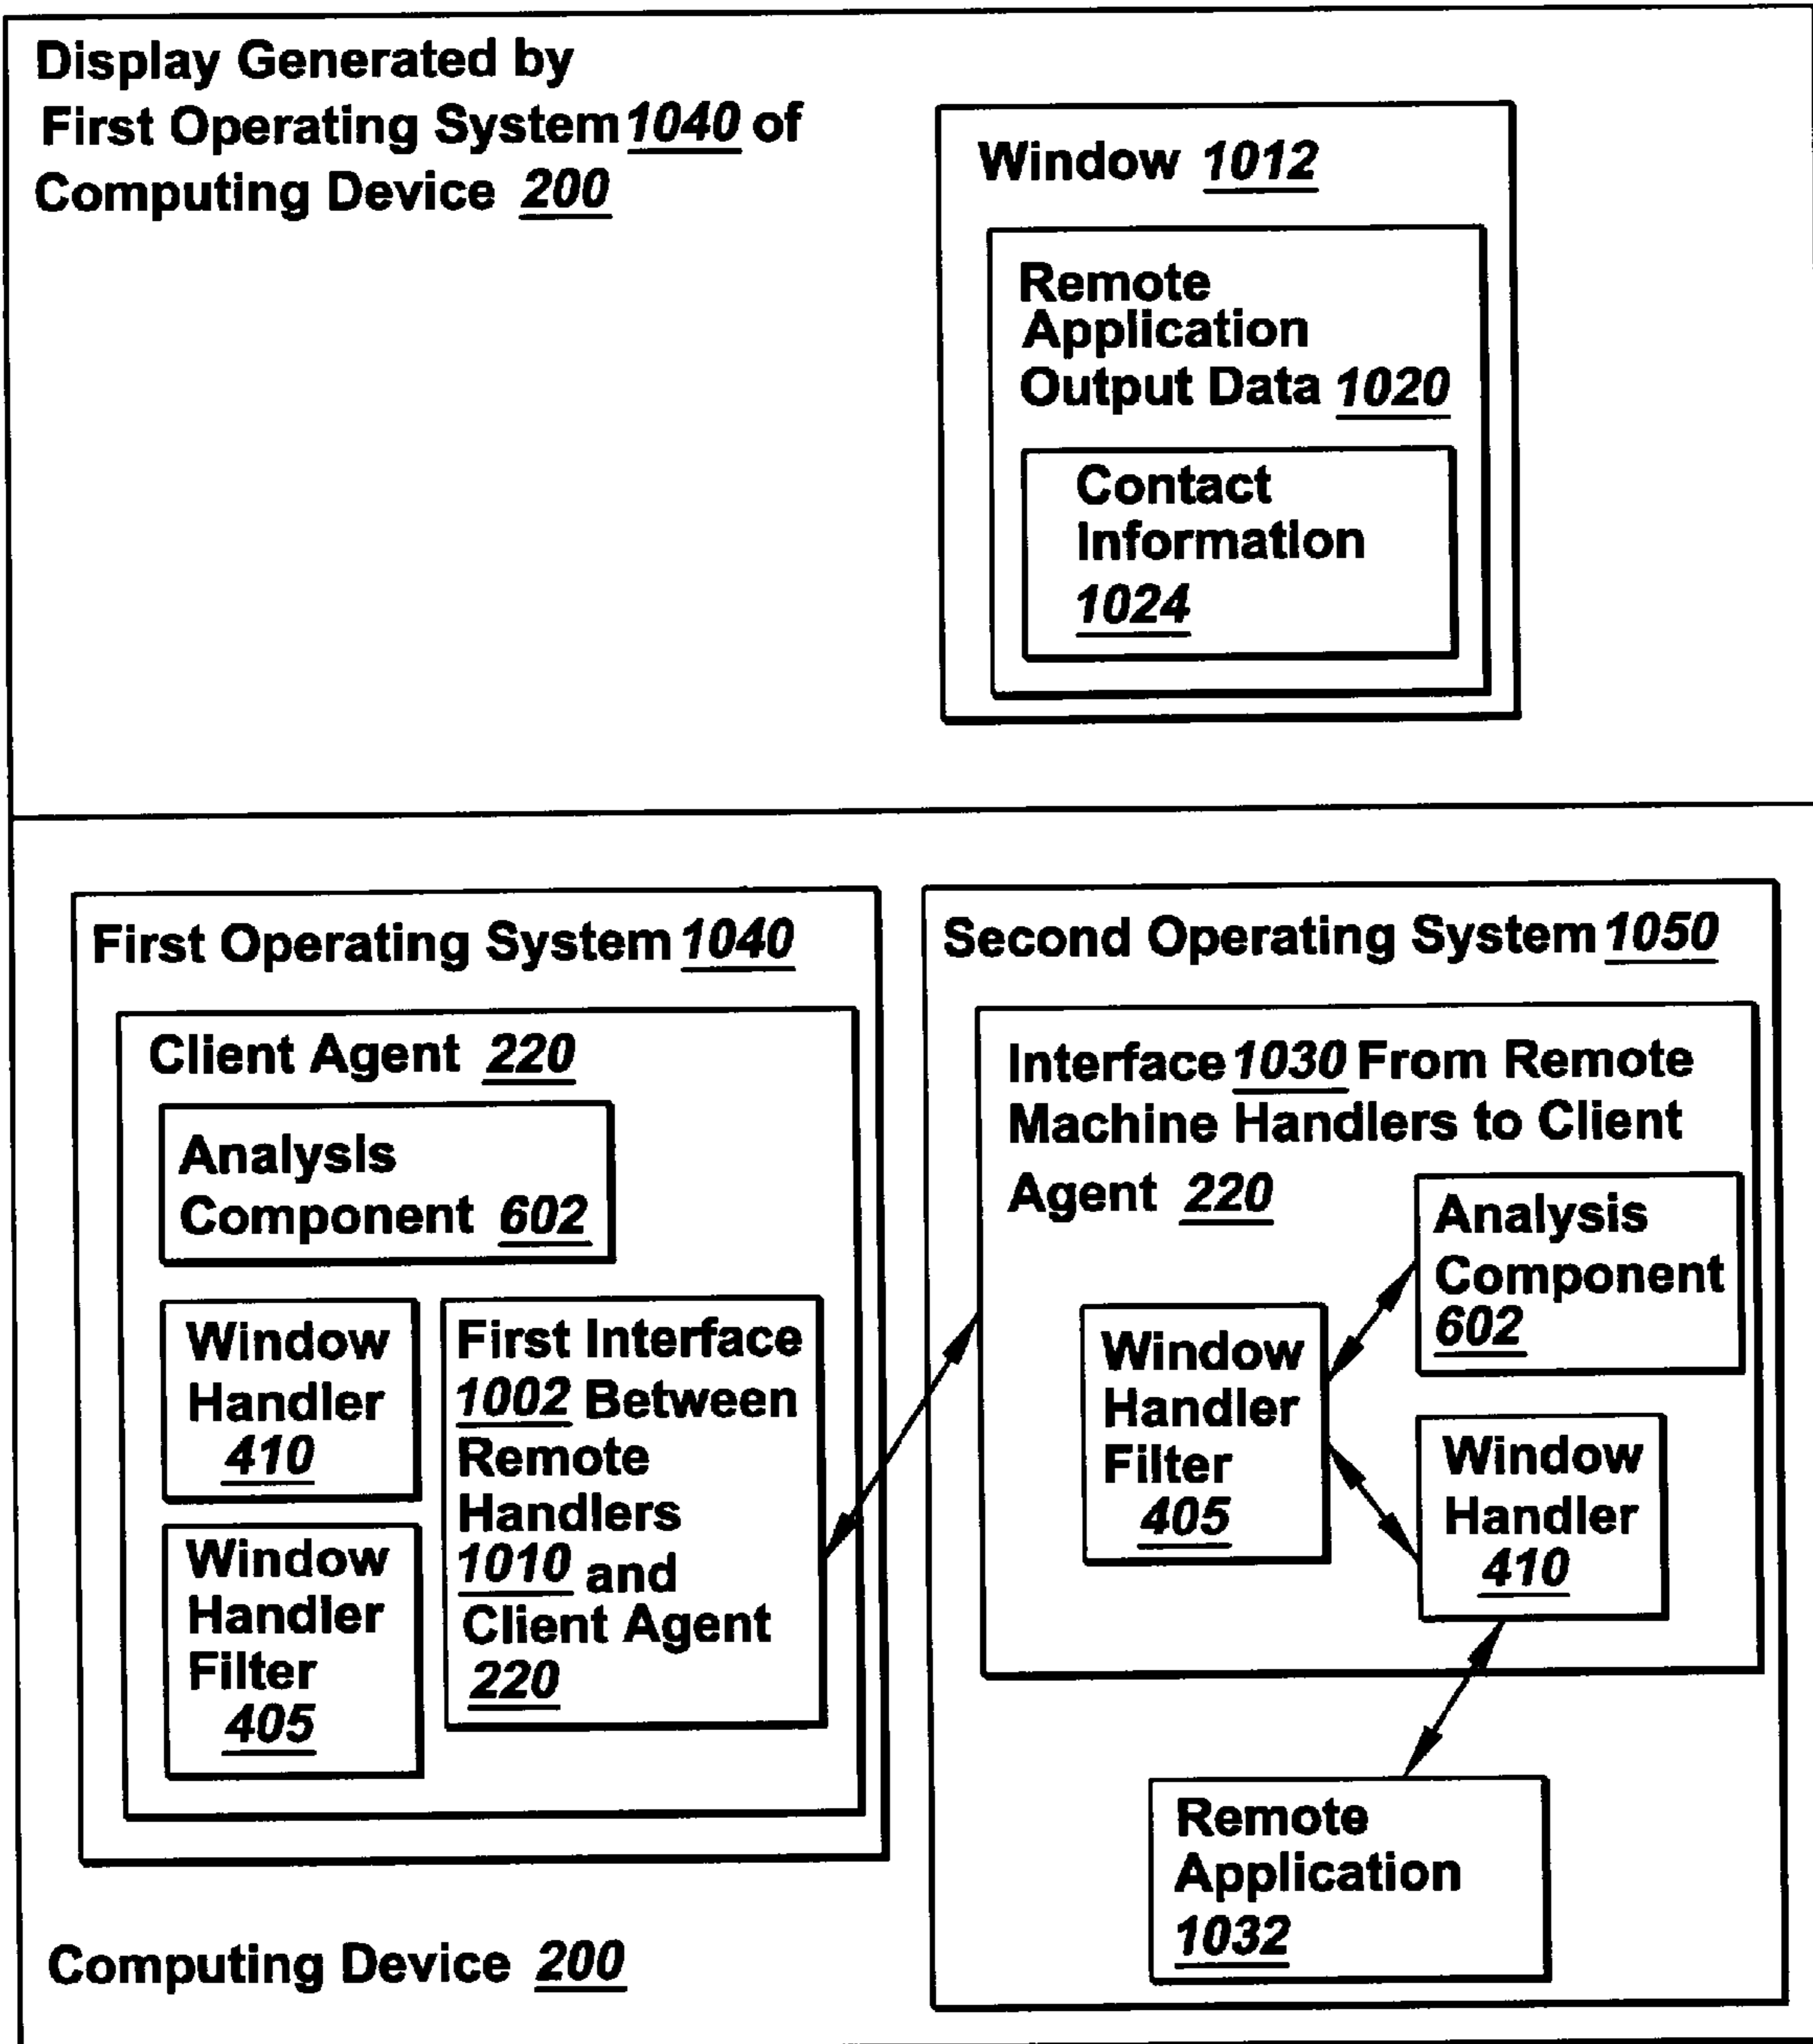 Display Generated by
First Operating System 1040 of
Computing Device 200
Window 1012
Remote
Application
Output Data 1020
Contact
Information
1024
First Operating System 1040
Client Agent 220
Analysis
Component 602
Window
Handler
410
Window
Handler
Filter
405
First Interface
1002 Between
Remote
Handlers
1010 and
Client Agent
220
Second Operating System 1050
Interface 1030 From Remote
Machine Handlers to Client
Agent 220
Analysis
Component
602
Window
Handler
Filter
405
Window
Handler
410
Remote
Application
1032
Computing Device 200